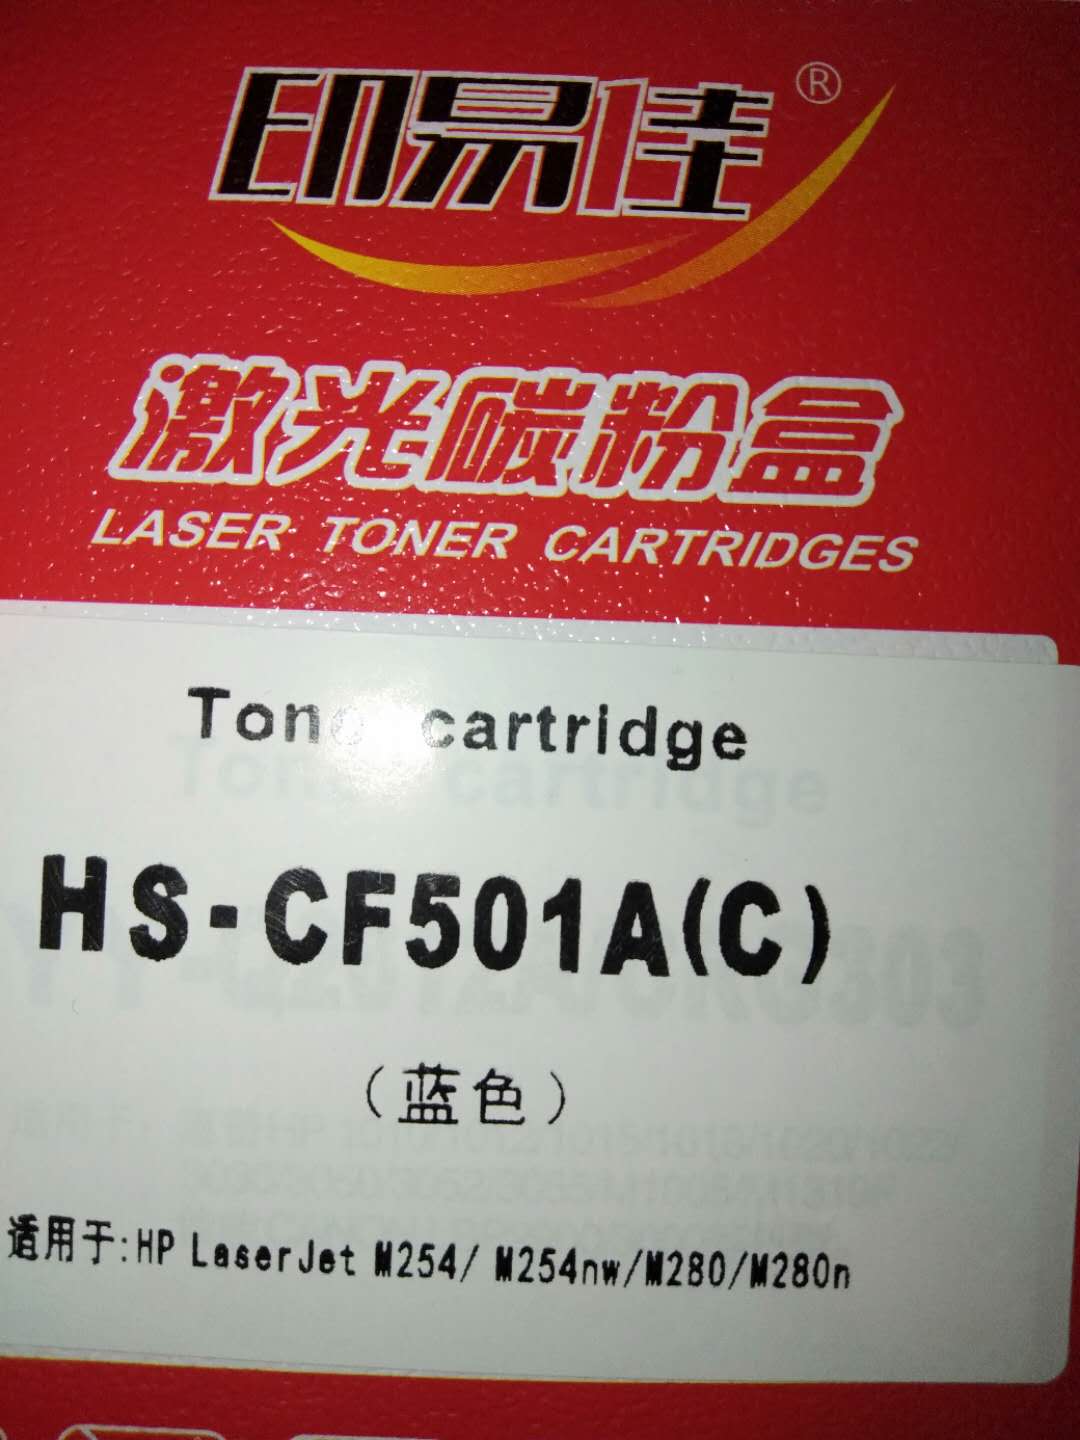 印易佳®
激光碳粉盒
LASER TONER CARTRIDGES
Toner cartridge
HS-CF501A(C)
（蓝色）
适用于:HP LaserJet M254/ M254nw/M280/M280n